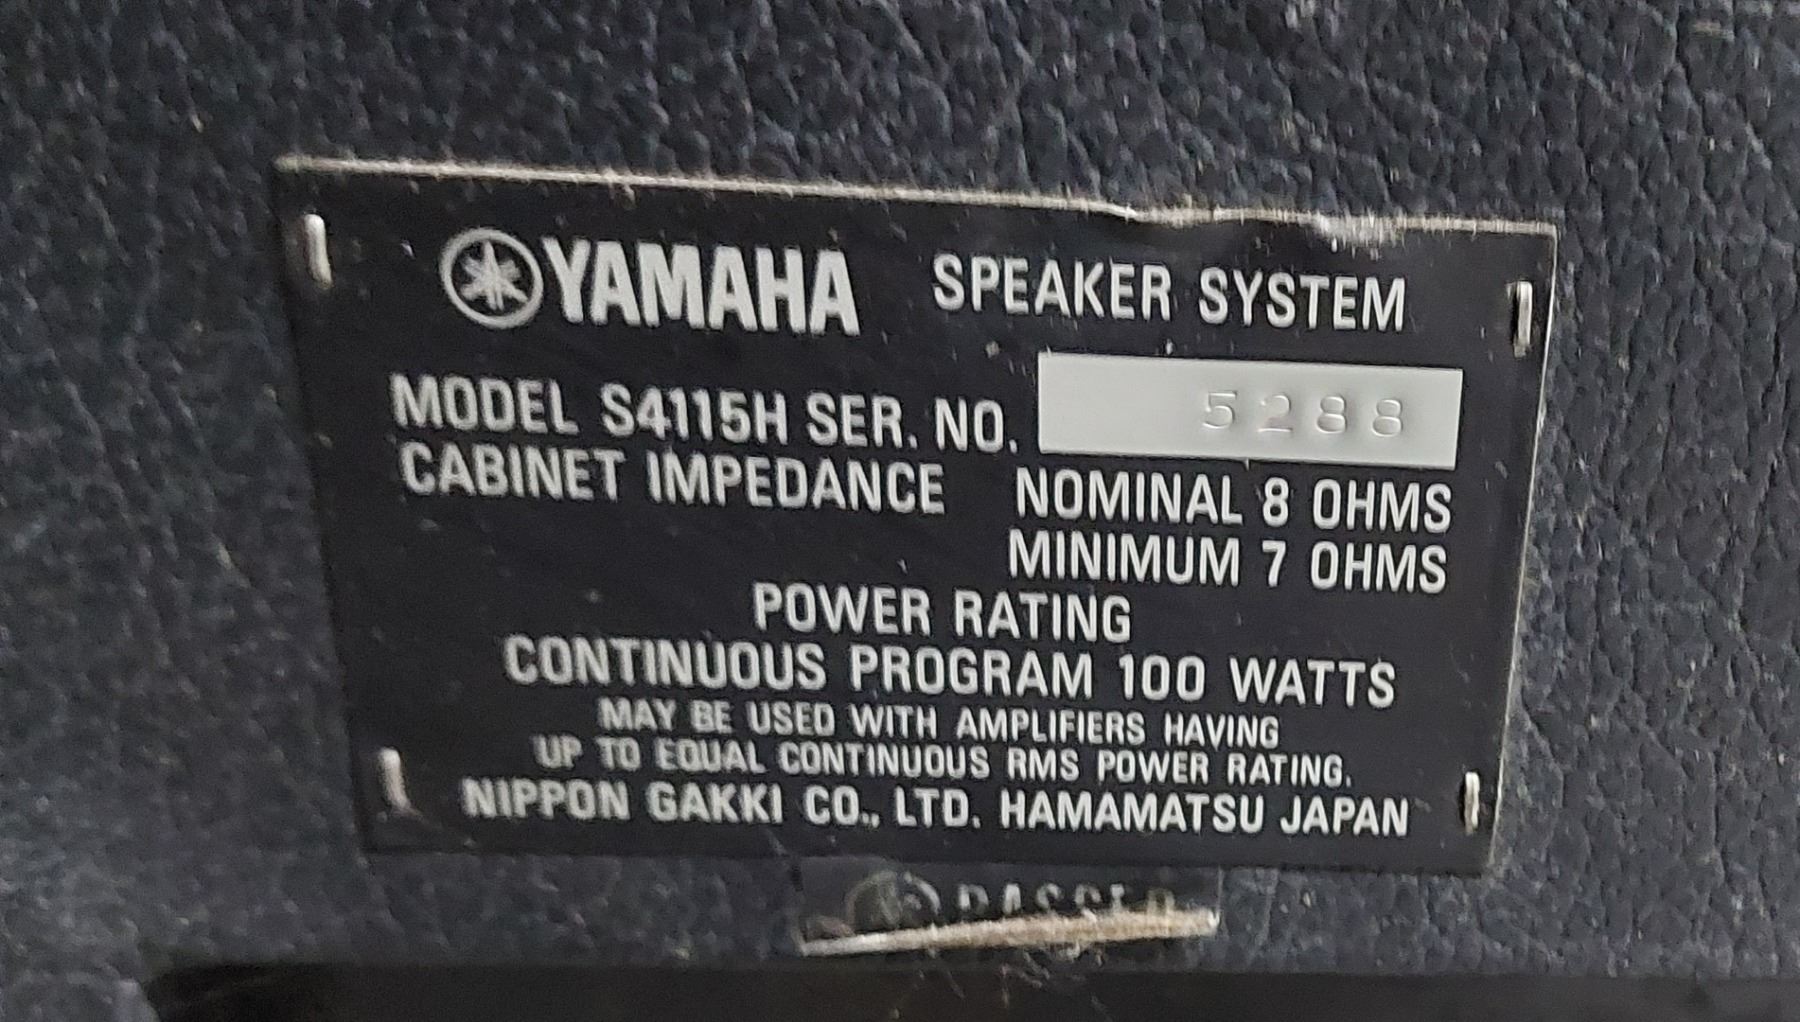 YAMAHA SPEAKER SYSTEM
MODEL S4115H SER. NO. 5288
CABINET IMPEDANCE NOMINAL 8 OHMS
MINIMUM 7 OHMS
POWER RATING
CONTINUOUS PROGRAM 100 WATTS
MAY BE USED WITH AMPLIFIERS HAVING
UP TO EQUAL CONTINUOUS RMS POWER RATING.
NIPPON GAKKI CO., LTD. HAMAMATSU JAPAN
PASSED